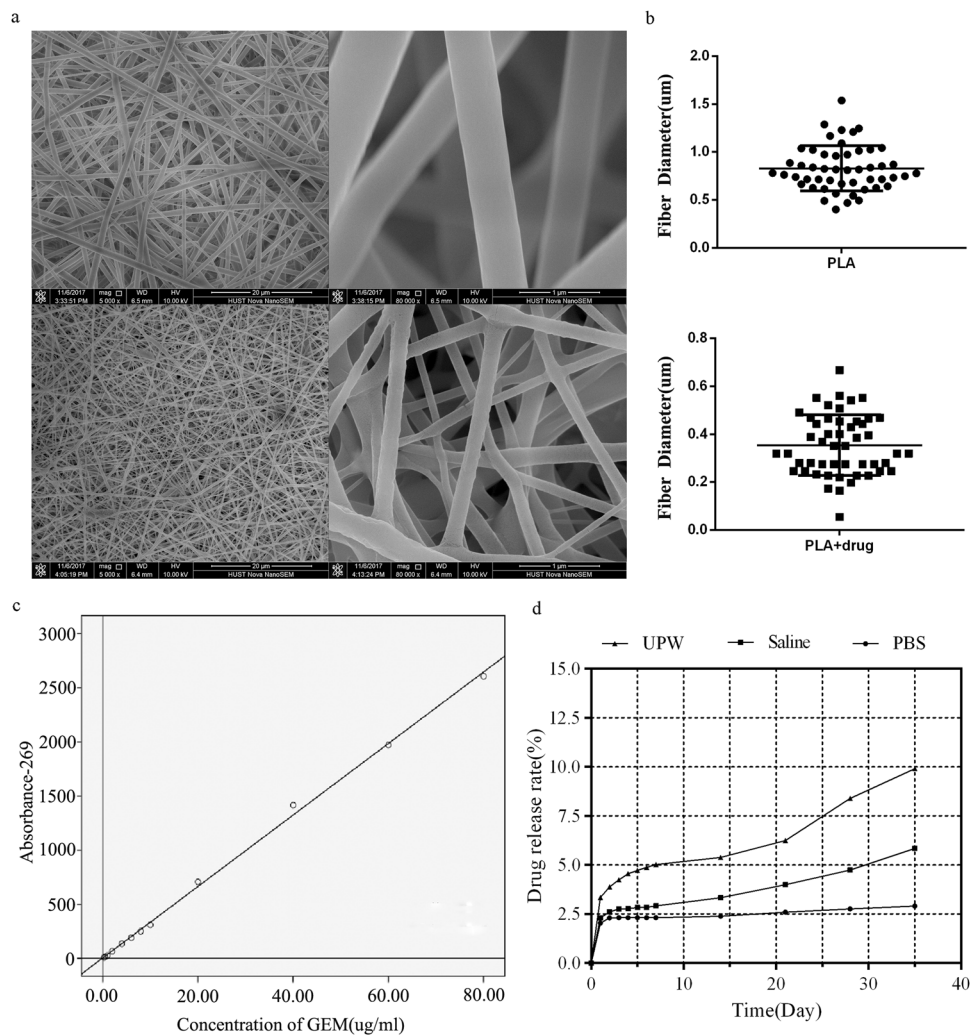 a
11/6/2017 mag □ WD HV 20 μm
3:33:51 PM 5 000 x 6.5 mm 10.00 kV HUST Nova NanoSEM
11/6/2017 mag □ WD HV 1 μm
3:38:15 PM 80 000 x 6.5 mm 10.00 kV HUST Nova NanoSEM
11/6/2017 mag □ WD HV 20 μm
4:05:19 PM 5 000 x 6.4 mm 10.00 kV HUST Nova NanoSEM
11/6/2017 mag □ WD HV 1 μm
4:13:24 PM 80 000 x 6.4 mm 10.00 kV HUST Nova NanoSEM
b
Fiber Diameter(um)
2.0
1.5
1.0
0.5
0.0
PLA
Fiber Diameter(um)
0.8
0.6
0.4
0.2
0.0
PLA+drug
c
Absorbance-269
3000
2500
2000
1500
1000
500
0
0.00 20.00 40.00 60.00 80.00
Concentration of GEM(ug/ml)
d
UPW Saline PBS
Drug release rate(%)
15.0
12.5
10.0
7.5
5.0
2.5
0.0
0 10 20 30 40
Time(Day)